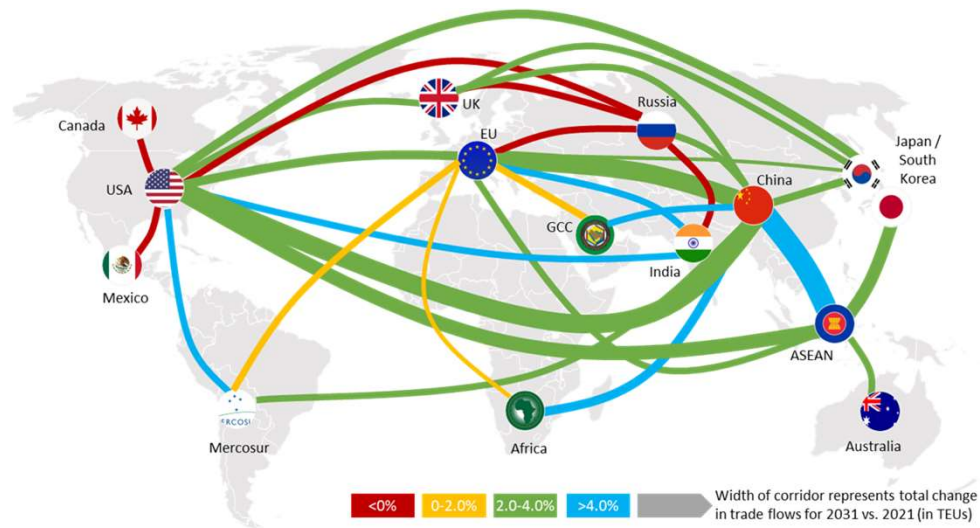 UK
Russia
Canada
EU
Japan /
South
Korea
USA
China
GCC
India
Mexico
ASEAN
Mercosur
Africa
Australia
<0%
0-2.0%
2.0-4.0%
>4.0%
Width of corridor represents total change
in trade flows for 2031 vs. 2021 (in TEUs)